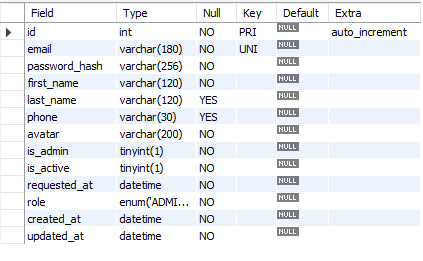 Field Type Null Key Default Extra
id int NO PRI NULL auto_increment
email varchar(180) NO UNI NULL
password_hash varchar(256) NO NULL
first_name varchar(120) NO NULL
last_name varchar(120) YES NULL
phone varchar(30) YES NULL
avatar varchar(200) NO NULL
is_admin tinyint(1) NO NULL
is_active tinyint(1) NO NULL
requested_at datetime NO NULL
role enum('ADMI... NO NULL
created_at datetime NO NULL
updated_at datetime NO NULL